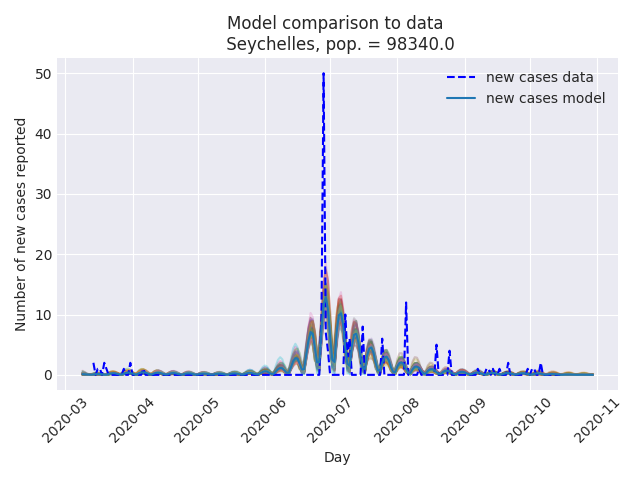 Model comparison to data
Seychelles, pop. = 98340.0
new cases data
new cases model
Number of new cases reported
50
40
30
20
10
0
2020-03
2020-04
2020-05
2020-06
2020-07
2020-08
2020-09
2020-10
2020-11
Day